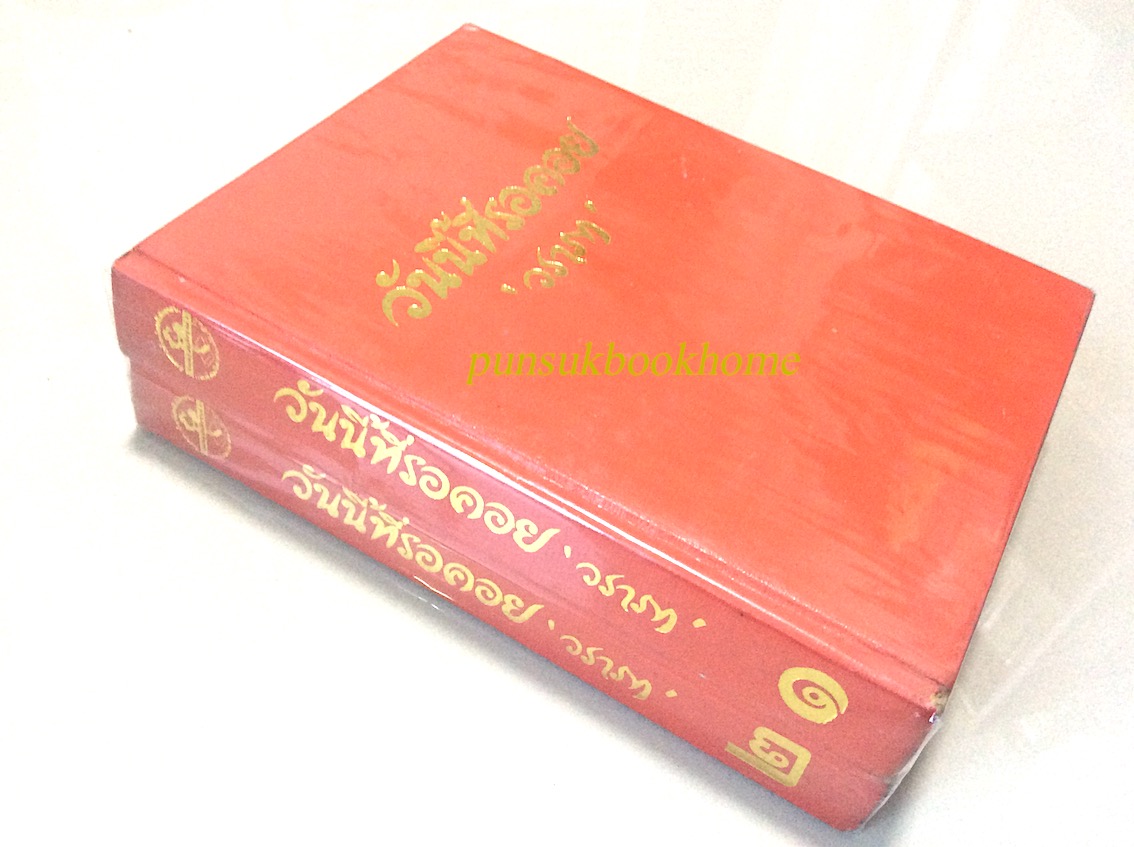 วันนี้ที่รอคอย
'วราภา'
punsukbookhome
วันนี้ที่รอคอย 'วราภา' ๑
วันนี้ที่รอคอย 'วราภา' ๒